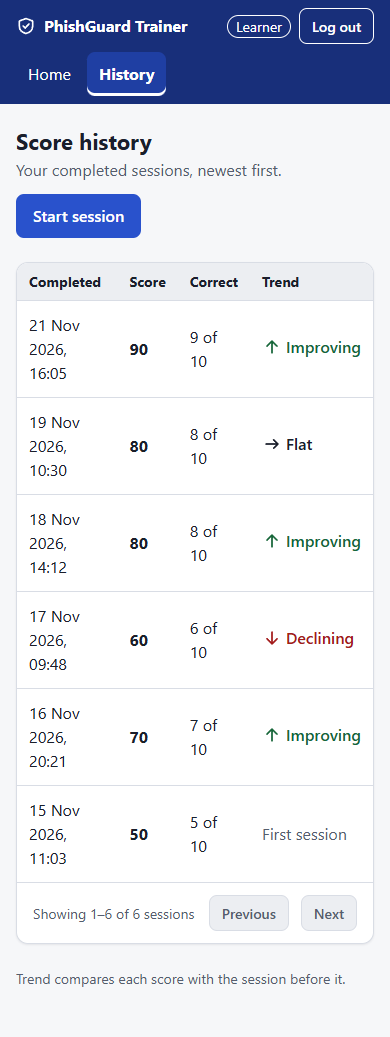 PhishGuard Trainer Learner Log out
Home History
Score history
Your completed sessions, newest first.
Start session
Completed Score Correct Trend
21 Nov 2026, 16:05 90 9 of 10 Improving
19 Nov 2026, 10:30 80 8 of 10 Flat
18 Nov 2026, 14:12 80 8 of 10 Improving
17 Nov 2026, 09:48 60 6 of 10 Declining
16 Nov 2026, 20:21 70 7 of 10 Improving
15 Nov 2026, 11:03 50 5 of 10 First session
Showing 1–6 of 6 sessions Previous Next
Trend compares each score with the session before it.